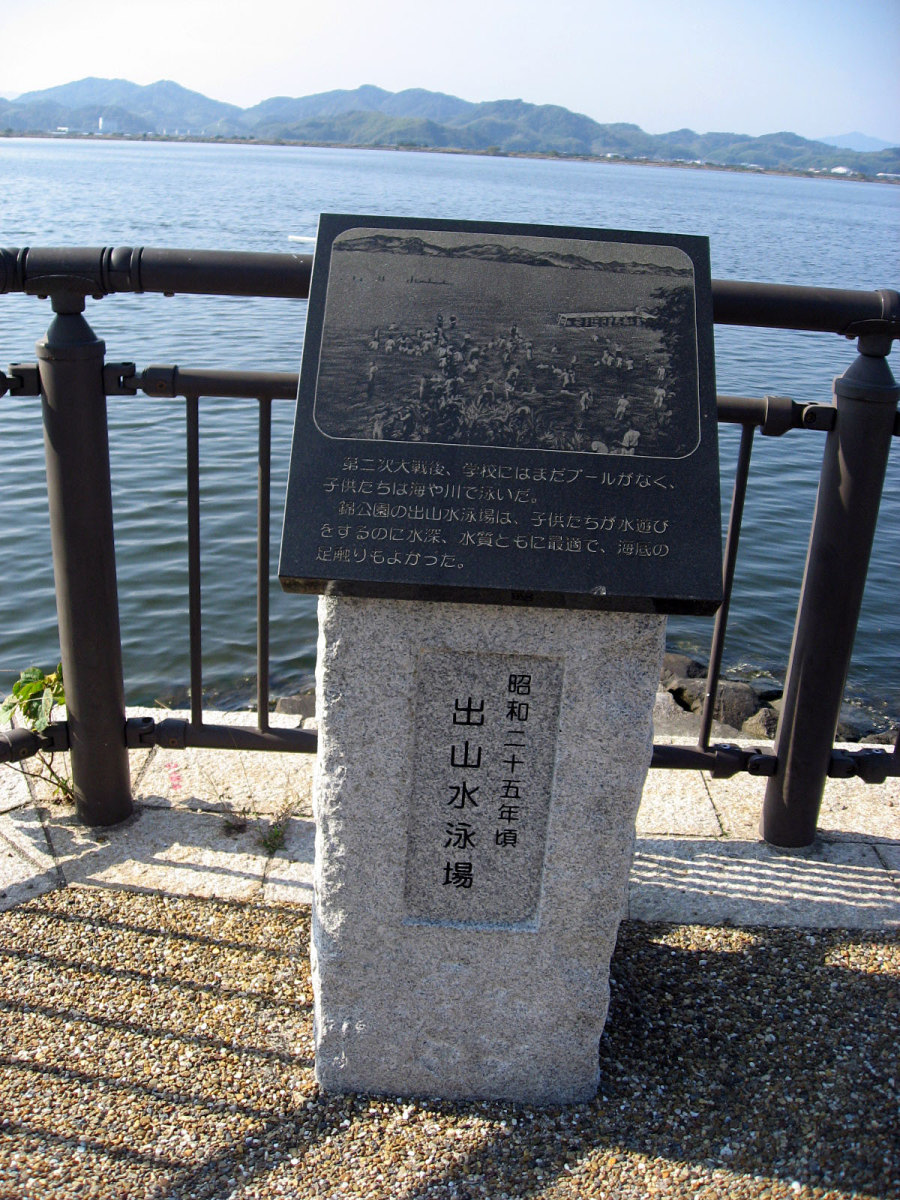 第二次大戦後、学校にはまだプールがなく、
子供たちは海や川で泳いだ。
錦公園の出山水泳場は、子供たちが水遊び
をするのに水深、水質ともに最適で、海底の
足触りもよかった。
昭和二十五年頃
出山水泳場